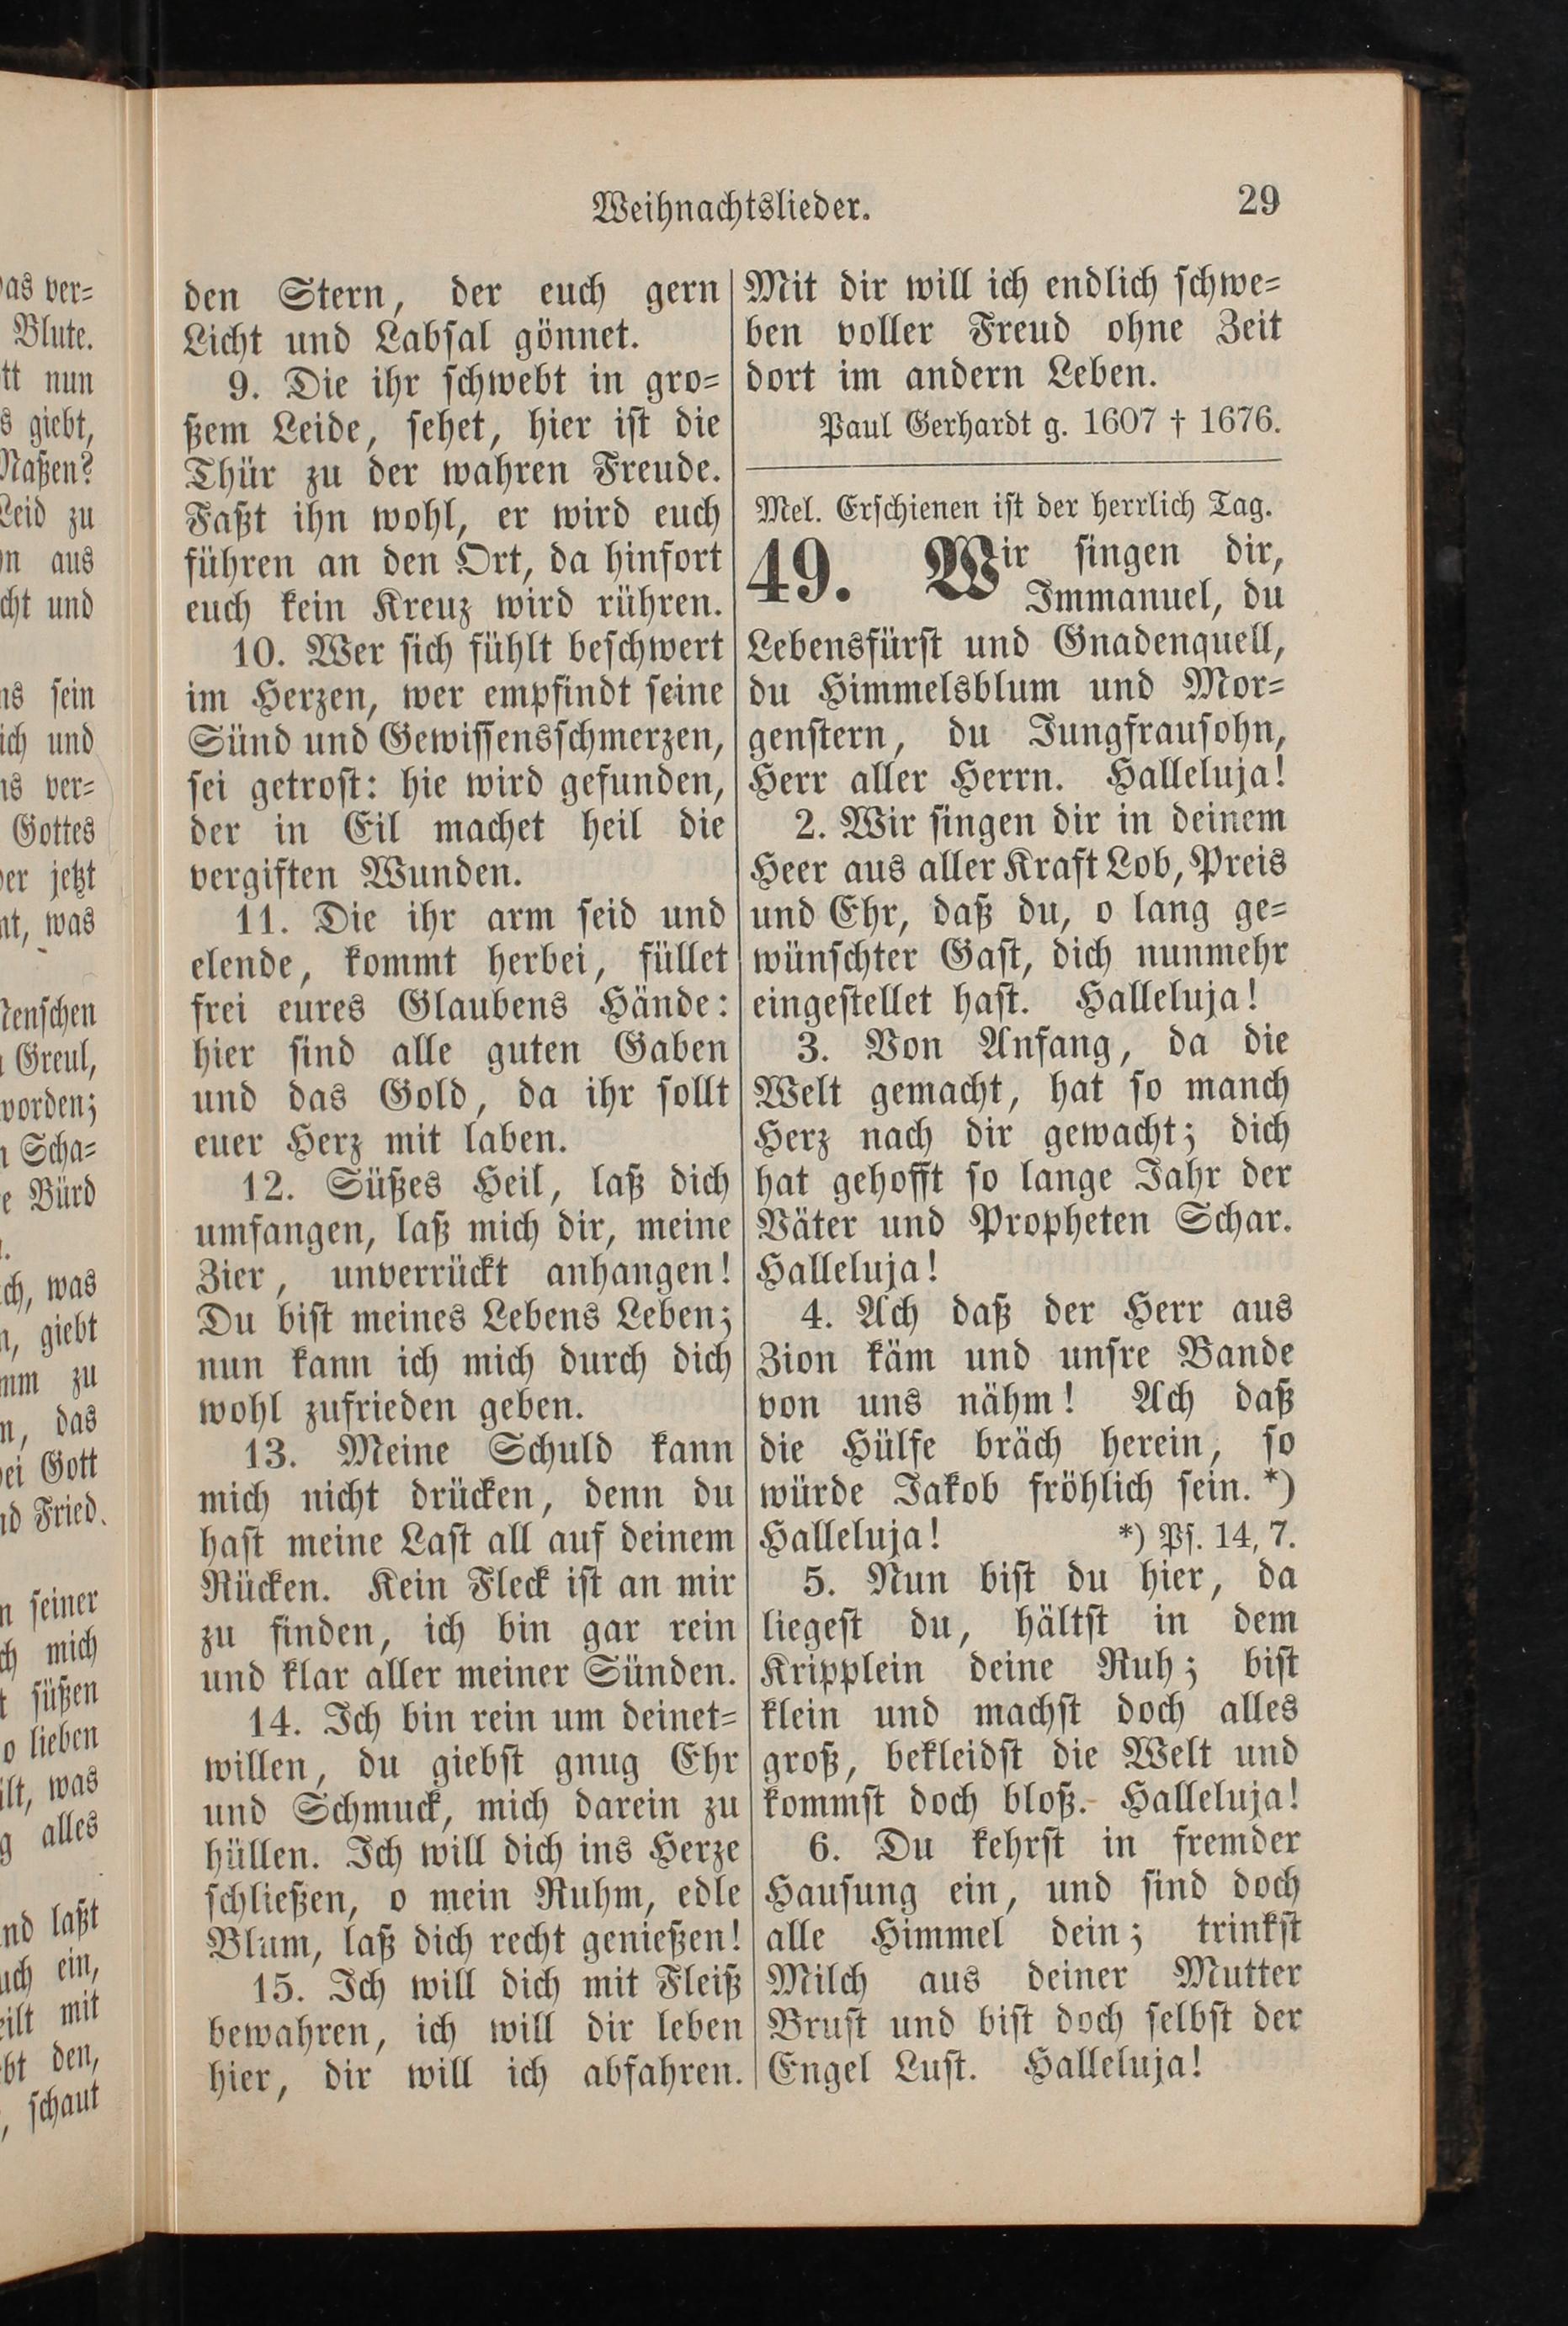 Weihnachtslieder.
29
den Stern, der euch gern
Licht und Labſal gönnet.
9. Die ihr ſchwebt in gro-
ßem Leide, ſehet, hier iſt die
Thür zu der wahren Freude.
Faßt ihn wohl, er wird euch
führen an den Ort, da hinfort
euch kein Kreuz wird rühren.
10. Wer ſich fühlt beſchwert
im Herzen, wer empfindt ſeine
Sünd und Gewiſſensſchmerzen,
ſei getroſt: hie wird gefunden,
der in Eil machet heil die
vergiften Wunden.
11. Die ihr arm ſeid und
elende, kommt herbei, füllet
frei eures Glaubens Hände:
hier ſind alle guten Gaben
und das Gold, da ihr ſollt
euer Herz mit laben.
12. Süßes Heil, laß dich
umfangen, laß mich dir, meine
Zier, unverrückt anhangen!
Du biſt meines Lebens Leben;
nun kann ich mich durch dich
wohl zufrieden geben.
13. Meine Schuld kann
mich nicht drücken, denn du
haſt meine Laſt all auf deinem
Rücken. Kein Fleck iſt an mir
zu finden, ich bin gar rein
und klar aller meiner Sünden.
14. Ich bin rein um deinet-
willen, du giebſt gnug Ehr
und Schmuck, mich darein zu
hüllen. Ich will dich ins Herze
ſchließen, o mein Ruhm, edle
Blum, laß dich recht genießen!
15. Ich will dich mit Fleiß
bewahren, ich will dir leben
hier, dir will ich abfahren.
Mit dir will ich endlich ſchwe-
ben voller Freud ohne Zeit
dort im andern Leben.
Paul Gerhardt g. 1607 † 1676.
Mel. Erſchienen iſt der herrlich Tag.
49. Wir ſingen dir,
Immanuel, du
Lebensfürſt und Gnadenquell,
du Himmelsblum und Mor-
genſtern, du Jungfrauſohn,
Herr aller Herrn. Halleluja!
2. Wir ſingen dir in deinem
Heer aus aller Kraft Lob, Preis
und Ehr, daß du, o lang ge-
wünſchter Gaſt, dich nunmehr
eingeſtellet haſt. Halleluja!
3. Von Anfang, da die
Welt gemacht, hat ſo manch
Herz nach dir gewacht; dich
hat gehofft ſo lange Jahr der
Väter und Propheten Schar.
Halleluja!
4. Ach daß der Herr aus
Zion käm und unſre Bande
von uns nähm! Ach daß
die Hülfe bräch herein, ſo
würde Jakob fröhlich ſein. *)
Halleluja! *) Pſ. 14, 7.
5. Nun biſt du hier, da
liegeſt du, hältſt in dem
Kripplein deine Ruh; biſt
klein und machſt doch alles
groß, bekleidſt die Welt und
kommſt doch bloß. Halleluja!
6. Du kehrſt in fremder
Hauſung ein, und ſind doch
alle Himmel dein; trinkſt
Milch aus deiner Mutter
Bruſt und biſt doch ſelbſt der
Engel Luſt. Halleluja!